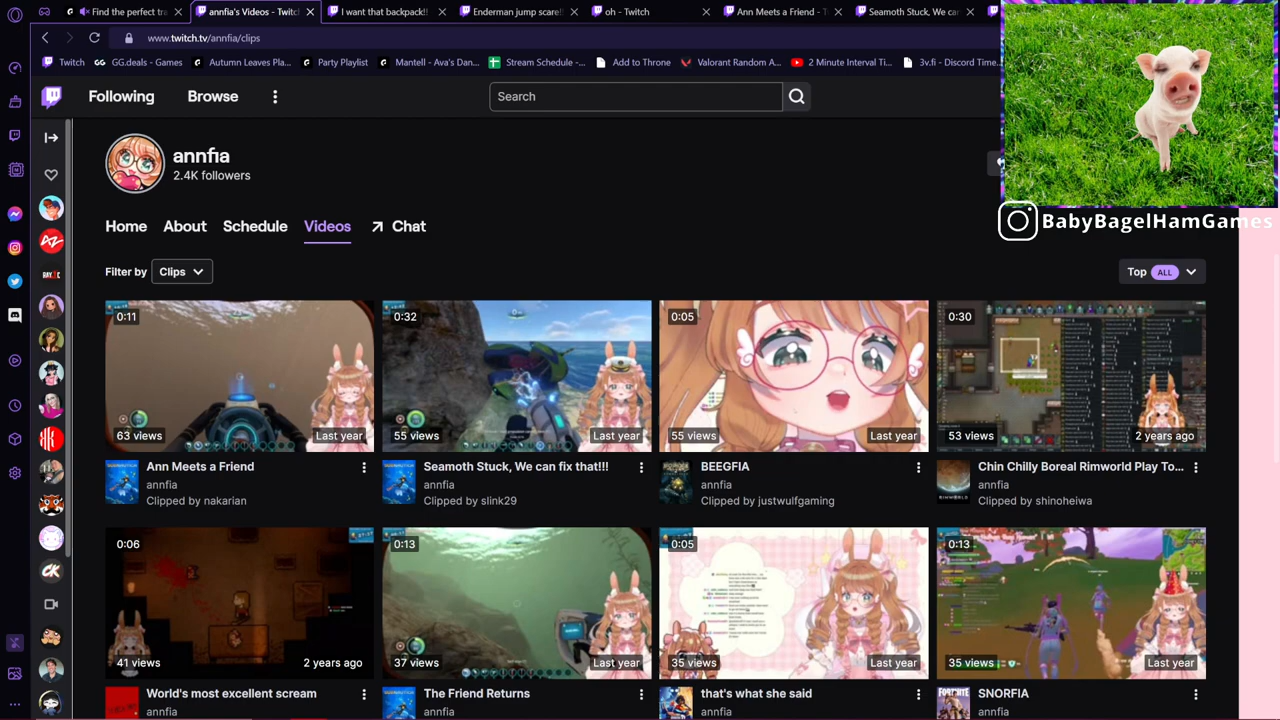 Find the perfect tra
annfia's Videos - Twitch
I want that backpack!!
Enderman jump scare!!
oh - Twitch
Ann Meets a Friend - T
Seamoth Stuck, We ca
www.twitch.tv/annfia/clips
Twitch
GG.deals - Games
Autumn Leaves Pla...
Party Playlist
Mantell - Ava's Dan...
Stream Schedule -
Add to Throne
Valorant Random A...
2 Minute Interval Ti...
3v.fi - Discord Time...
Following
Browse
Search
annfia
2.4K followers
BabyBagelHamGames
Home
About
Schedule
Videos
Chat
Filter by
Clips
Top ALL
0:11
0:32
0:05
0:30
63 views
Last year
views
Last year
55 views
Last year
53 views
2 years ago
Ann Meets a Friend
annfia
Clipped by nakarian
Seamoth Stuck, We can fix that!!!
annfia
Clipped by slink29
BEEGFIA
annfia
Clipped by justwulfgaming
Chin Chilly Boreal Rimworld Play To...
annfia
Clipped by shinoheiwa
0:06
0:13
0:05
0:13
41 views
2 years ago
37 views
Last year
35 views
Last year
35 views
Last year
World's most excellent scream
annfia
The Friend Returns
annfia
that's what she said
annfia
FORTNITE
SNORFIA
annfia